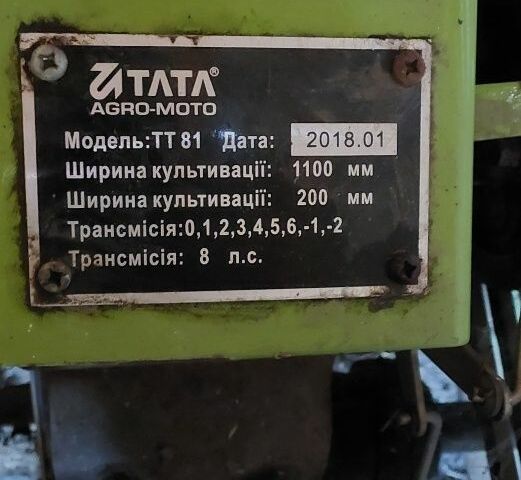 TATA®
AGRO-MOTO
Модель:ТТ 81 Дата: 2018.01
Ширина культивації: 1100 мм
Ширина культивації: 200 мм
Трансмісія:0,1,2,3,4,5,6,-1,-2
Трансмісія: 8 л.с.